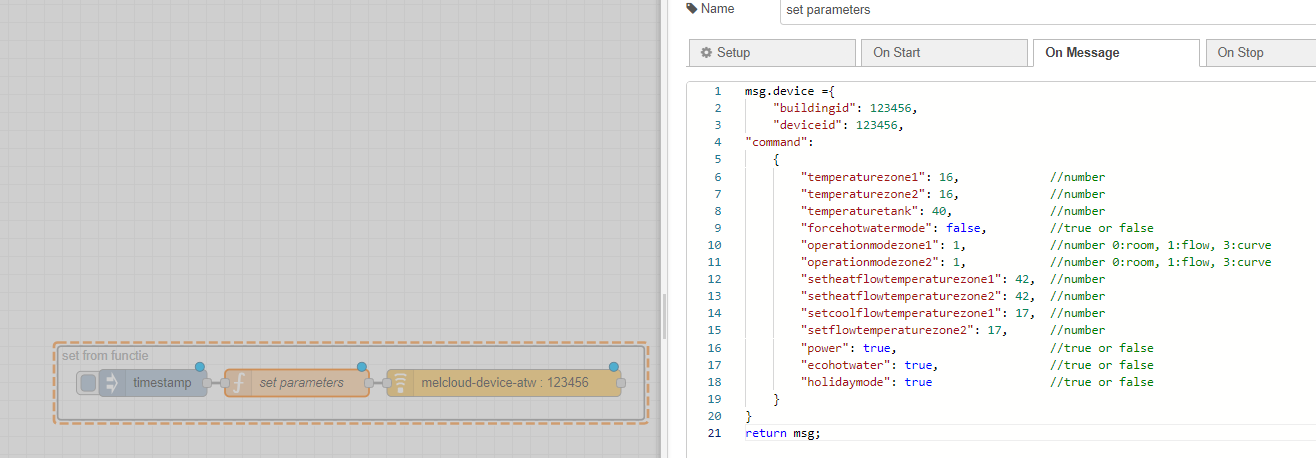 Name
set parameters
Setup
On Start
On Message
On Stop
1 msg.device ={
2 "buildingid": 123456,
3 "deviceid": 123456,
4 "command":
5 {
6 "temperaturezone1": 16, //number
7 "temperaturezone2": 16, //number
8 "temperaturetank": 40, //number
9 "forcehotwatermode": false, //true or false
10 "operationmodezone1": 1, //number 0:room, 1:flow, 3:curve
11 "operationmodezone2": 1, //number 0:room, 1:flow, 3:curve
12 "setheatflowtemperaturezone1": 42, //number
13 "setheatflowtemperaturezone2": 42, //number
14 "setcoolflowtemperaturezone1": 17, //number
15 "setflowtemperaturezone2": 17, //number
16 "power": true, //true or false
17 "ecohotwater": true, //true or false
18 "holidaymode": true //true or false
19 }
20 }
21 return msg;
set from functie
timestamp
set parameters
melcloud-device-atw : 123456